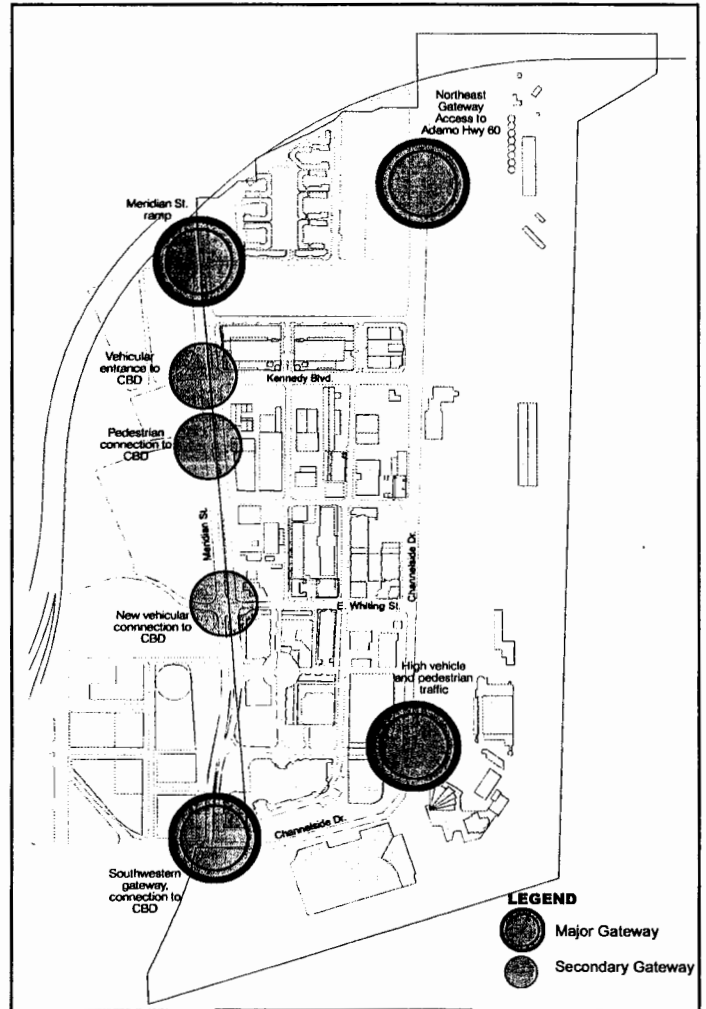 Northeast
Gateway
Access to
Adamo Hwy 60
Meridian St.
ramp
Vehicular
entrance to
CBD
Kennedy Blvd.
Pedestrian
connection to
CBD
Meridian St.
Channelside Dr.
E. Whiting St.
New vehicular
connnection to
CBD
High vehicle
and pedestrian
traffic
Channelside Dr.
Southwestern
gateway,
connection to
CBD
LEGEND
Major Gateway
Secondary Gateway